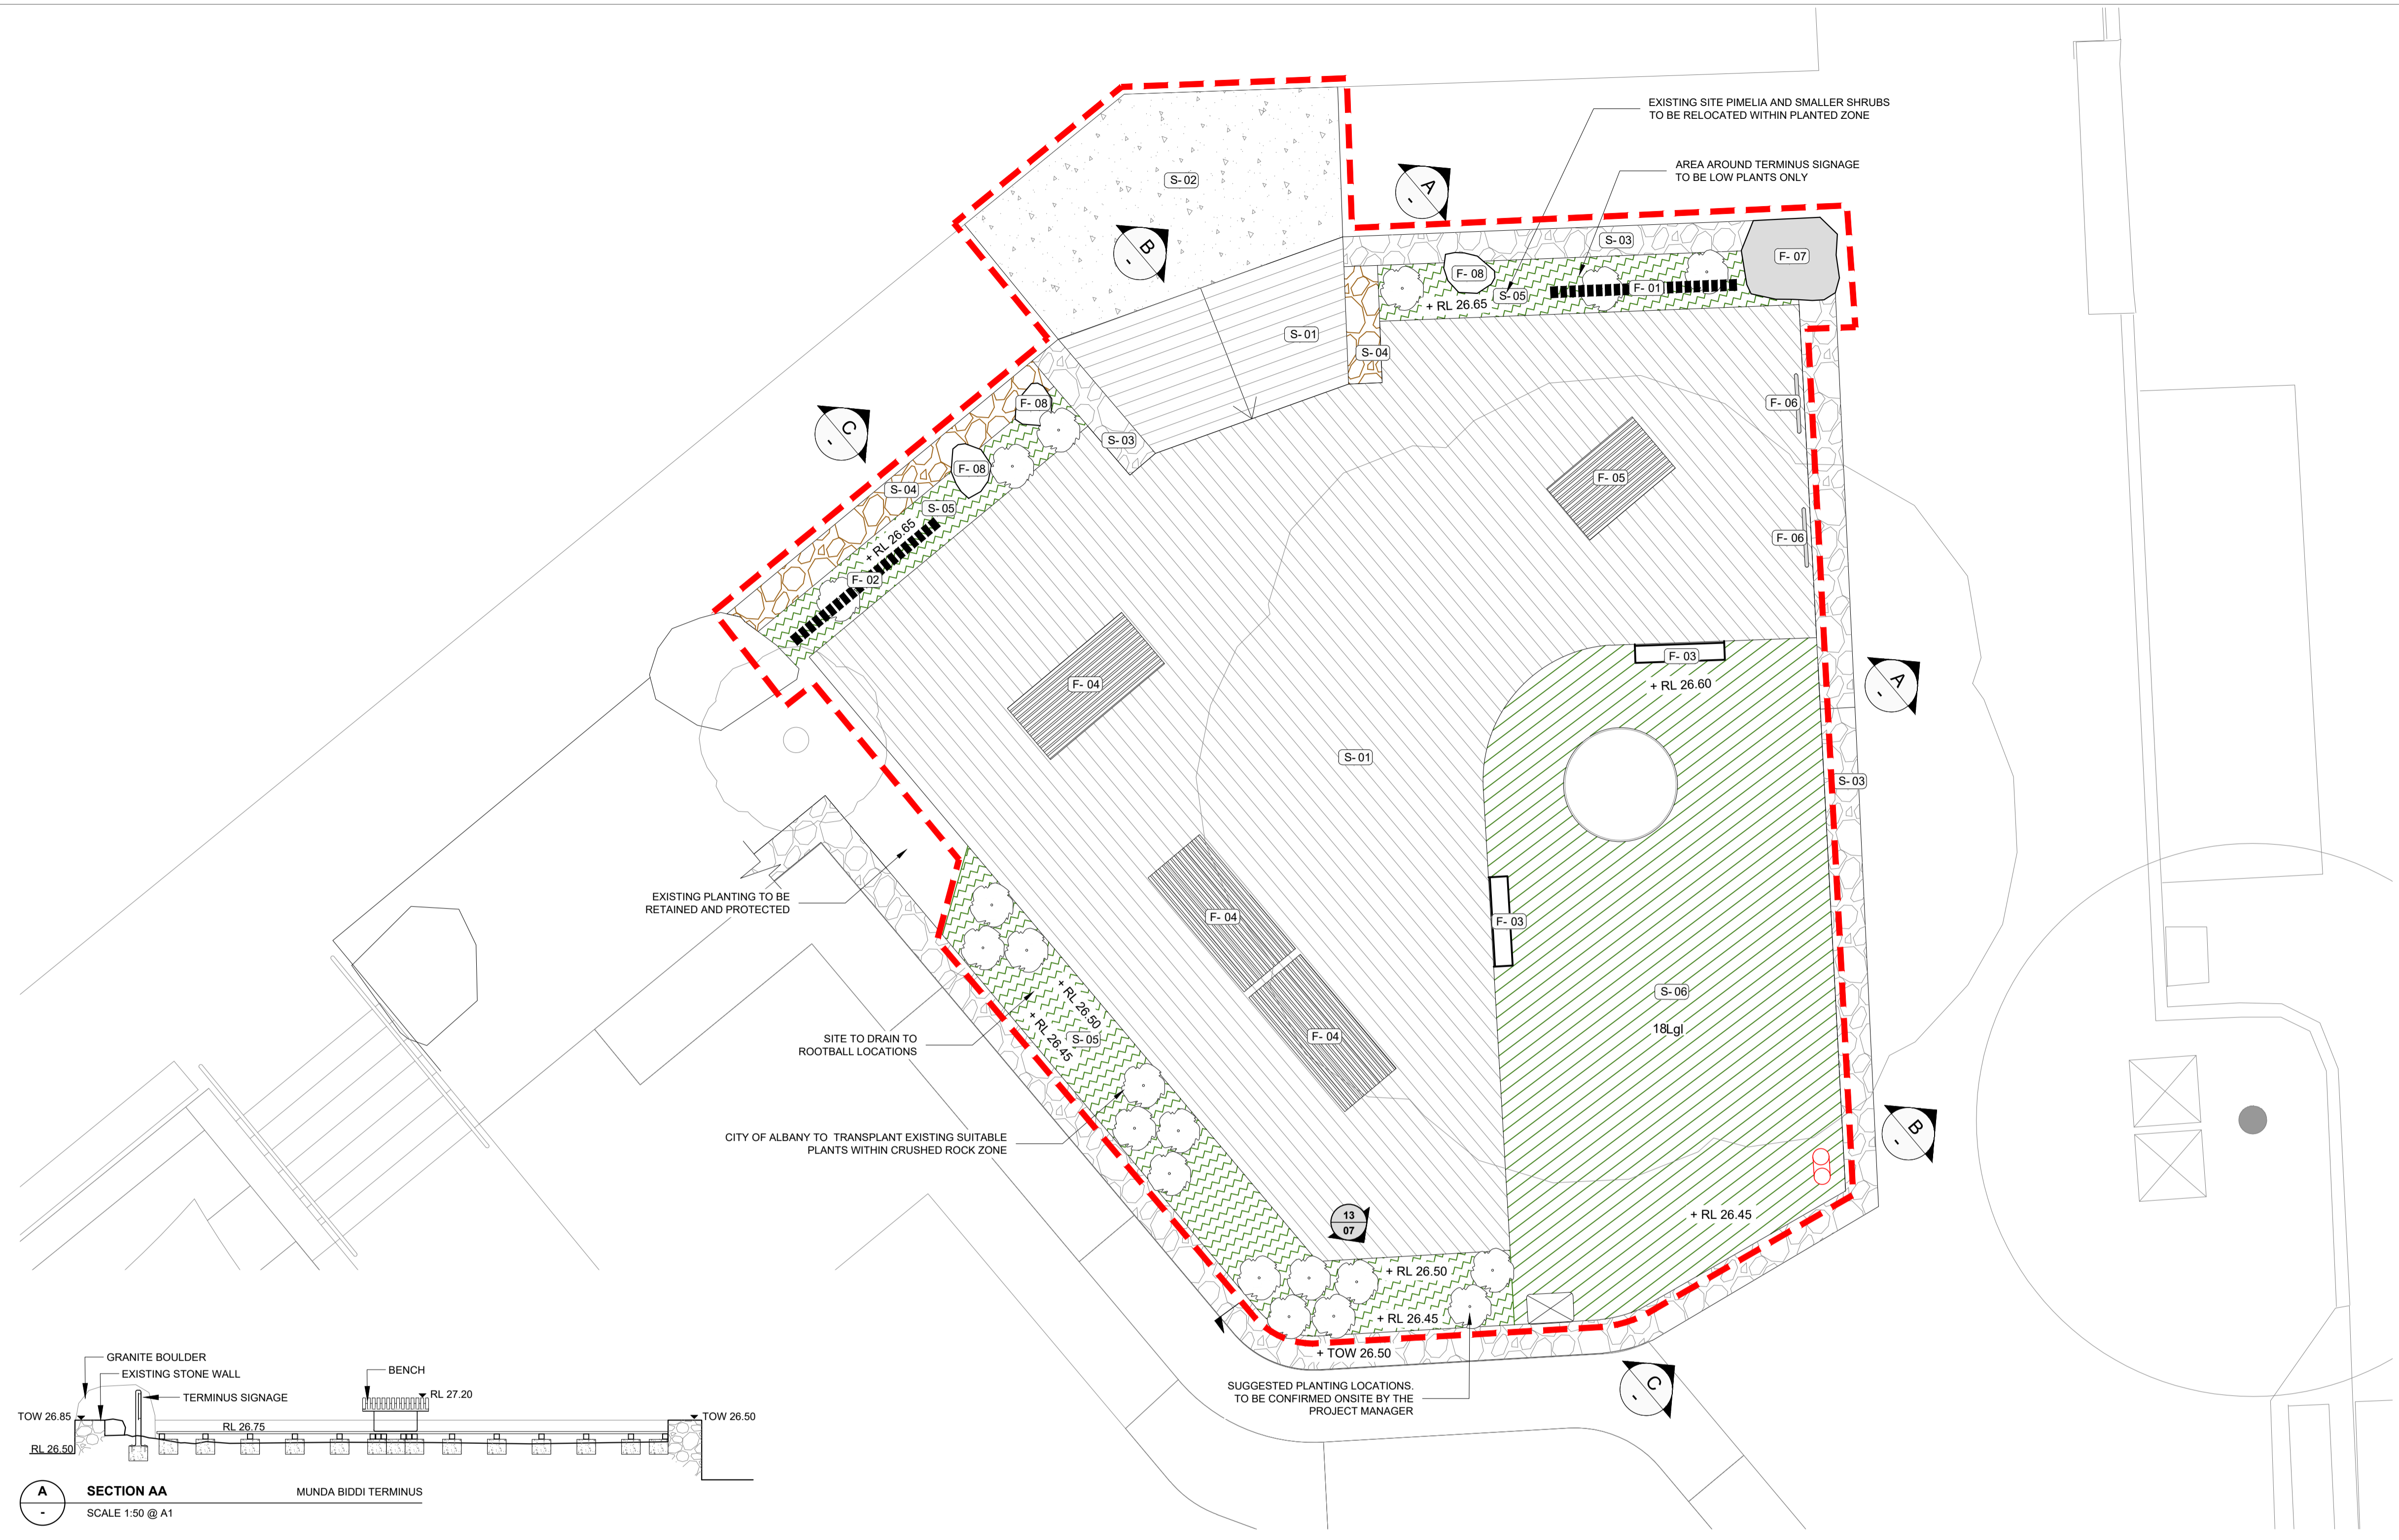 EXISTING SITE PIMELIA AND SMALLER SHRUBS
TO BE RELOCATED WITHIN PLANTED ZONE
AREA AROUND TERMINUS SIGNAGE
TO BE LOW PLANTS ONLY
S- 02
A
-
B
-
S- 03
F- 07
F- 08
S- 05
F- 01
+ RL 26.65
S- 01
S- 04
F- 08
F- 06
C
-
S- 03
F- 08
F- 05
S- 04
S- 05
+ RL 26.65
F- 06
F- 02
F- 03
F- 04
+ RL 26.60
A
-
S- 01
S- 03
EXISTING PLANTING TO BE
RETAINED AND PROTECTED
F- 04
F- 03
S- 06
+ RL 26.50
+ RL 26.45
S- 05
18Lgl
F- 04
SITE TO DRAIN TO
ROOTBALL LOCATIONS
B
-
CITY OF ALBANY TO TRANSPLANT EXISTING SUITABLE
PLANTS WITHIN CRUSHED ROCK ZONE
13
07
+ RL 26.45
+ RL 26.50
+ RL 26.45
+ TOW 26.50
C
-
SUGGESTED PLANTING LOCATIONS.
TO BE CONFIRMED ONSITE BY THE
PROJECT MANAGER
GRANITE BOULDER
EXISTING STONE WALL
BENCH
TERMINUS SIGNAGE
RL 27.20
TOW 26.85
TOW 26.50
RL 26.75
RL 26.50
A
-
SECTION AA
MUNDA BIDDI TERMINUS
SCALE 1:50 @ A1